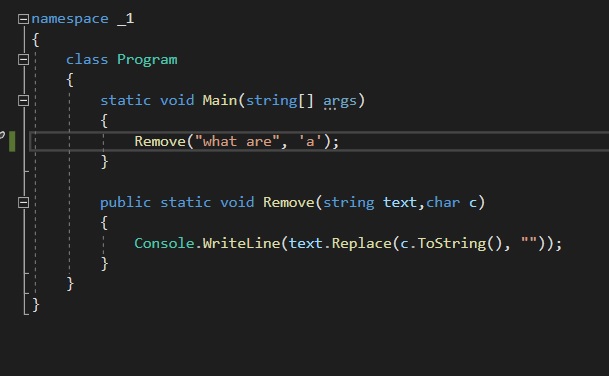 namespace _1
{
class Program
{
static void Main(string[] args)
{
Remove("what are", 'a');
}
public static void Remove(string text,char c)
{
Console.WriteLine(text.Replace(c.ToString(), ""));
}
}
}